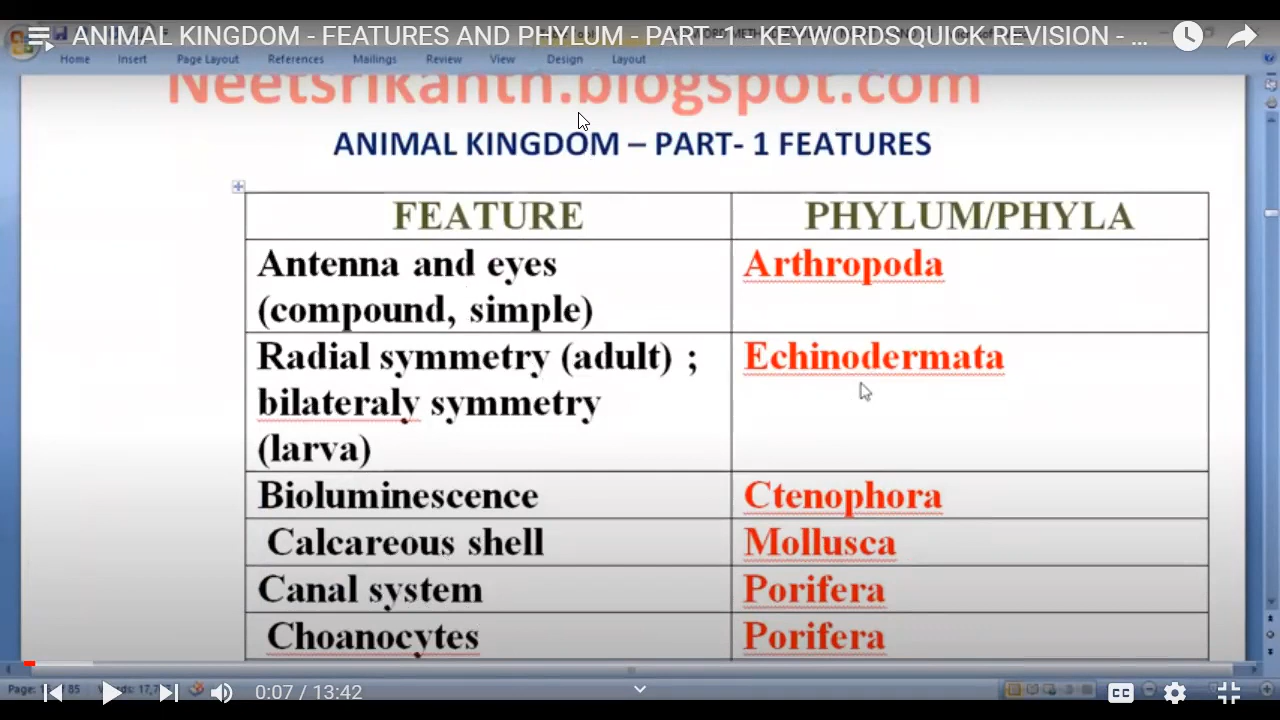 ANIMAL KINGDOM - FEATURES AND PHYLUM - PART - 1 - KEYWORDS QUICK REVISION - ...
Home Insert Page Layout References Mailings Review View Design Layout
Neetsrikanth.blogspot.com
ANIMAL KINGDOM – PART- 1 FEATURES
FEATURE PHYLUM/PHYLA
Antenna and eyes Arthropoda
(compound, simple)
Radial symmetry (adult) ; Echinodermata
bilateraly symmetry
(larva)
Bioluminescence Ctenophora
Calcareous shell Mollusca
Canal system Porifera
Choanocytes Porifera
0:07 / 13:42
CC